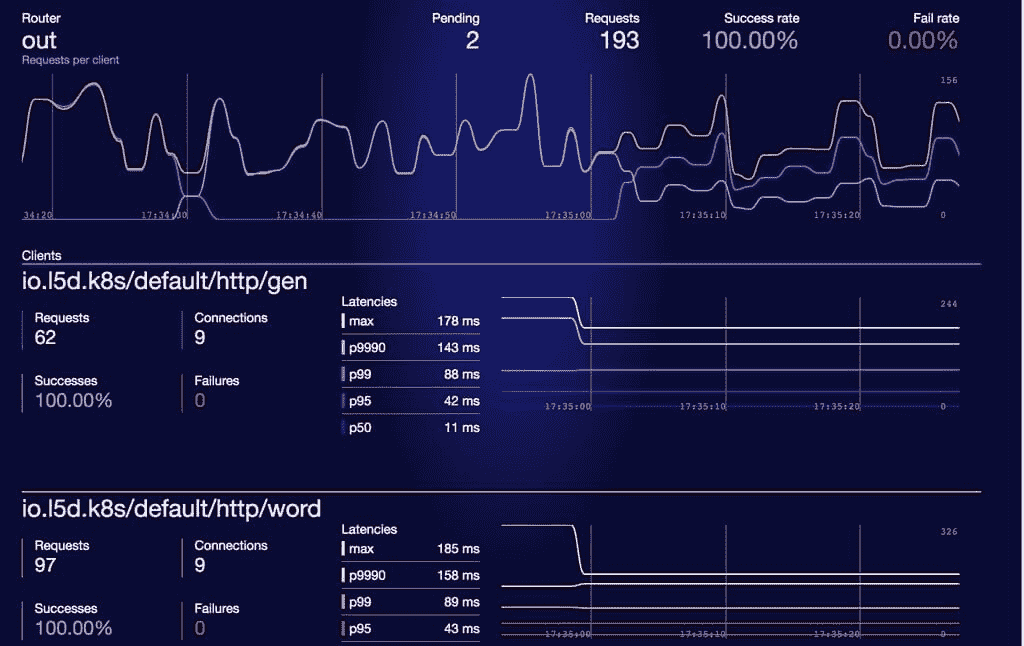 Router Pending Requests Success rate Fail rate
out 2 193 100.00% 0.00%
Requests per client
156
34:20 17:34:30 17:34:40 17:34:50 17:35:00 17:35:10 17:35:20 0
Clients
io.l5d.k8s/default/http/gen
Requests Connections
62 9
Successes Failures
100.00% 0
Latencies
max 178 ms
p9990 143 ms
p99 88 ms
p95 42 ms
p50 11 ms
244
17:35:00 17:35:10 17:35:20 0
io.l5d.k8s/default/http/word
Requests Connections
97 9
Successes Failures
100.00% 0
Latencies
max 185 ms
p9990 158 ms
p99 89 ms
p95 43 ms
326
17:35:00 17:35:10 17:35:20 0